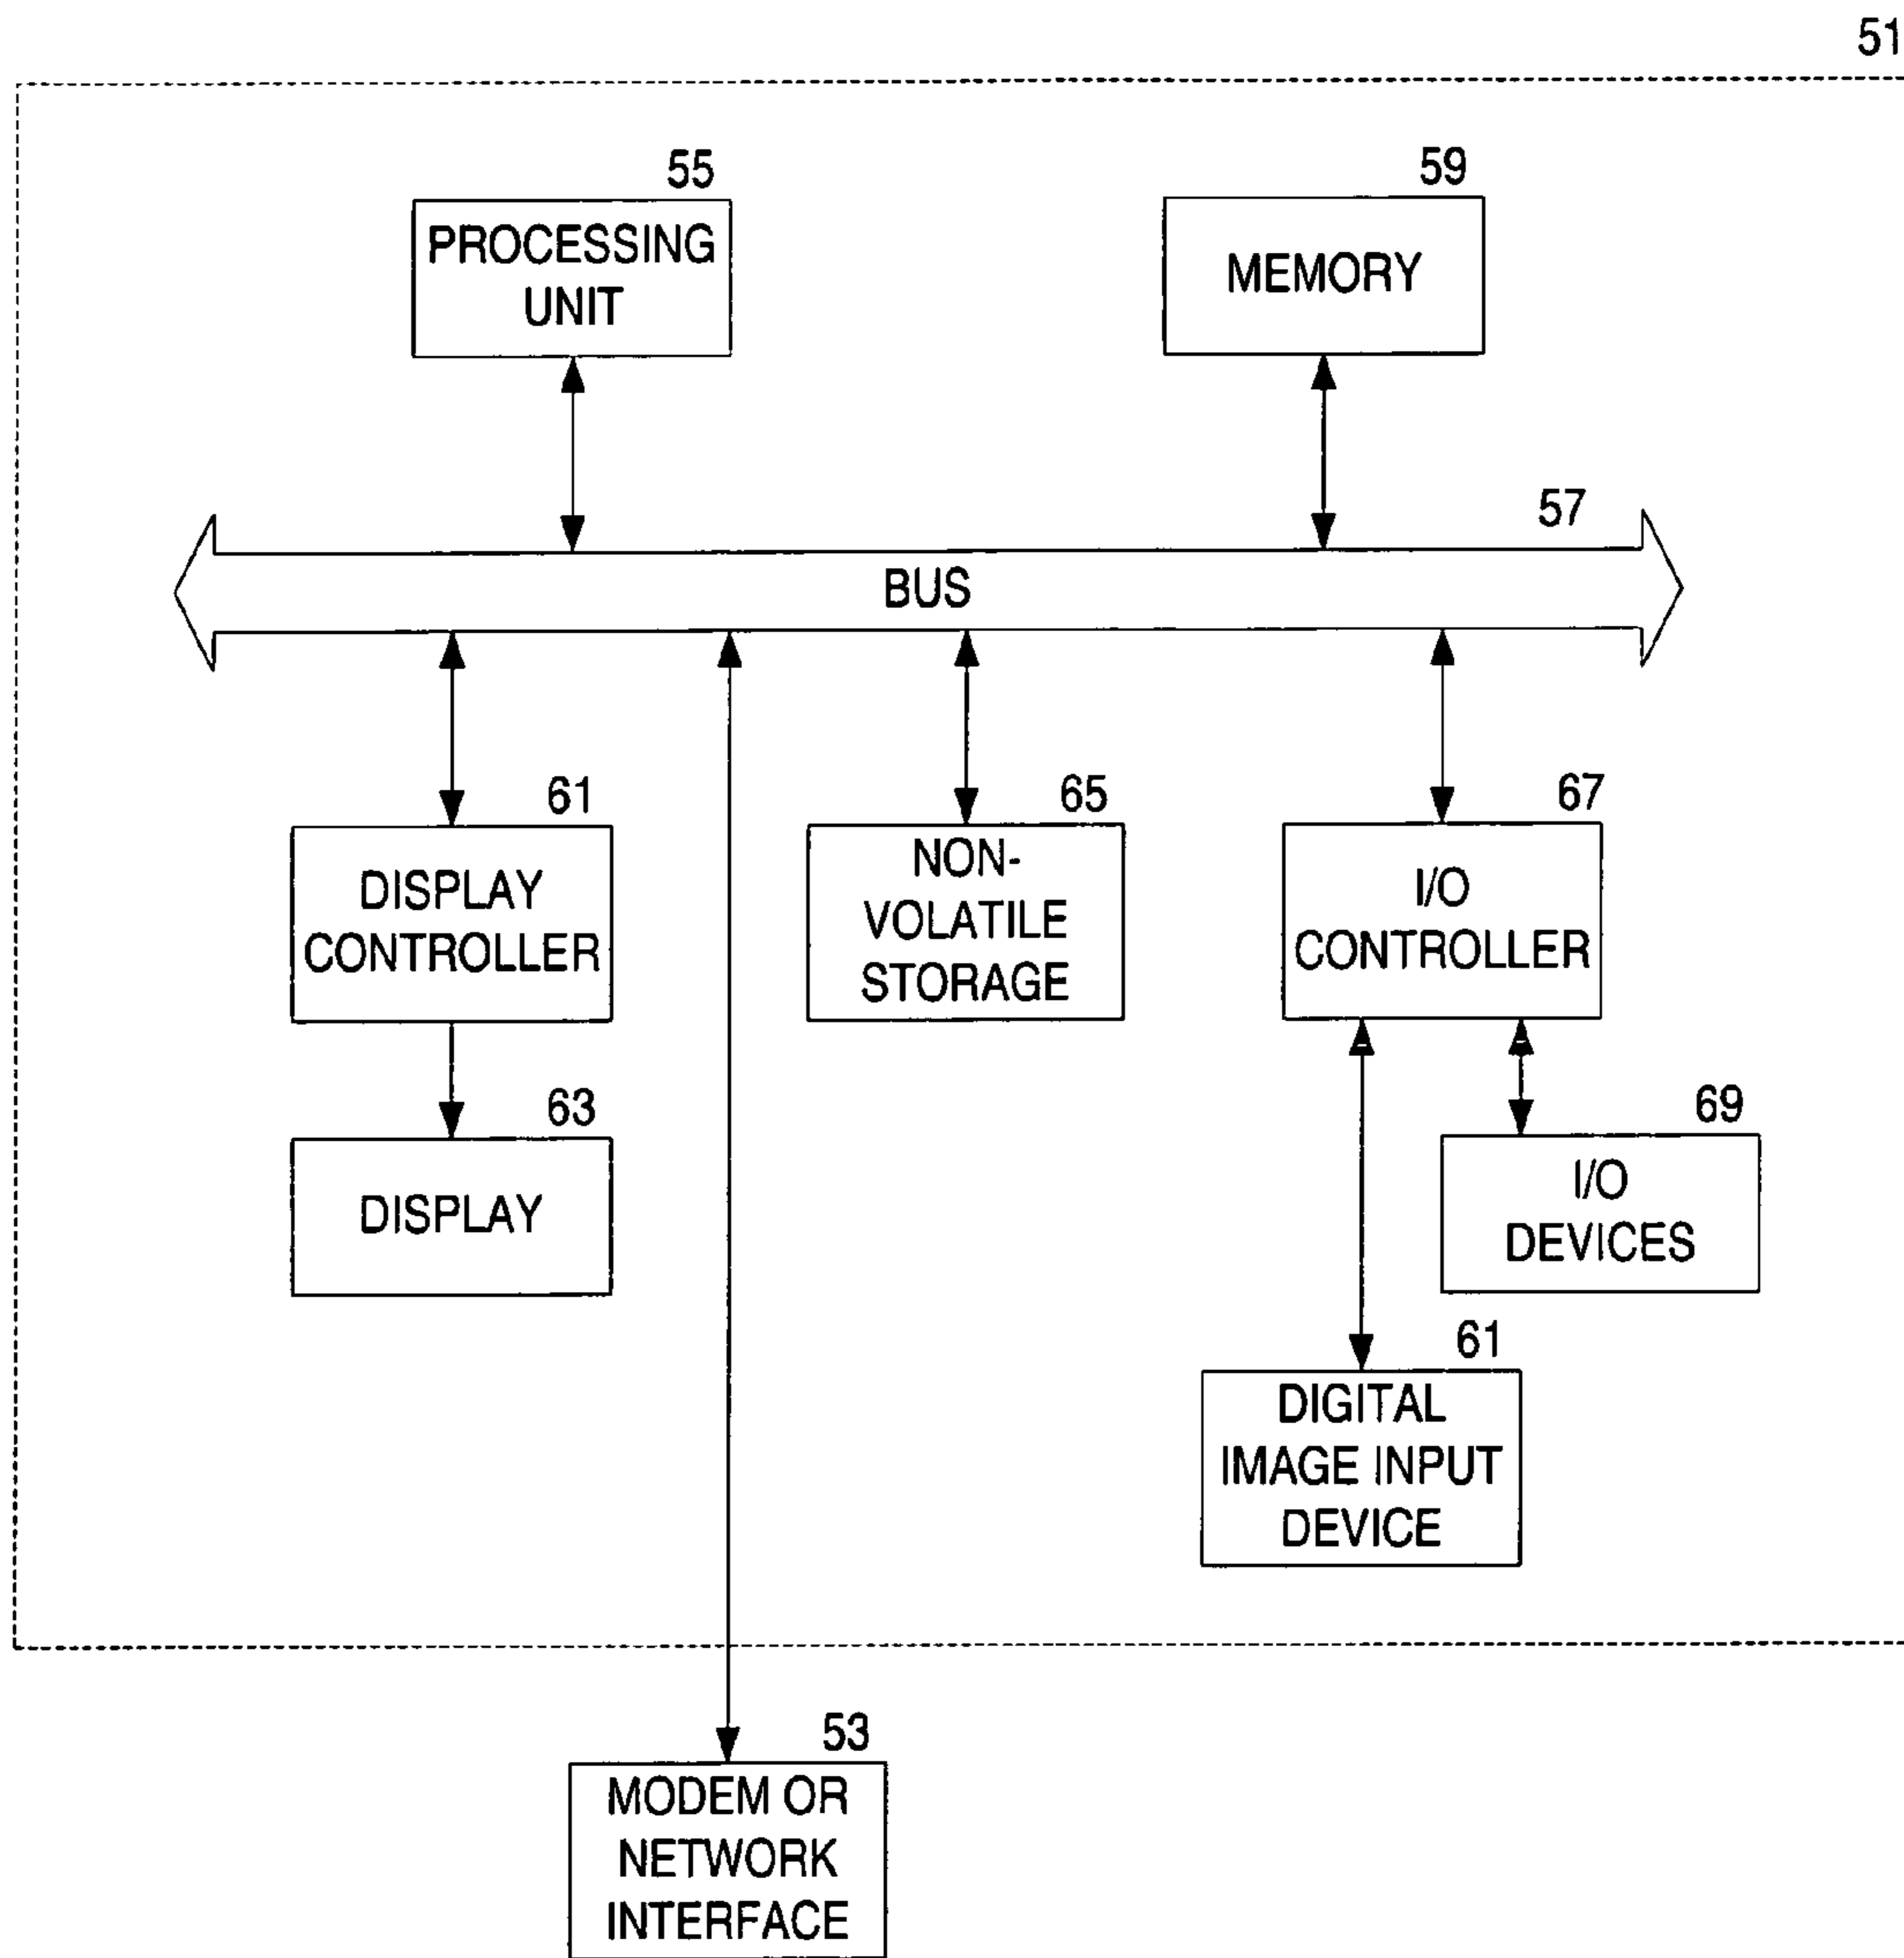 51
55
PROCESSING
UNIT
59
MEMORY
57
BUS
61
DISPLAY
CONTROLLER
65
NON-
VOLATILE
STORAGE
67
I/O
CONTROLLER
63
DISPLAY
69
I/O
DEVICES
61
DIGITAL
IMAGE INPUT
DEVICE
53
MODEM OR
NETWORK
INTERFACE